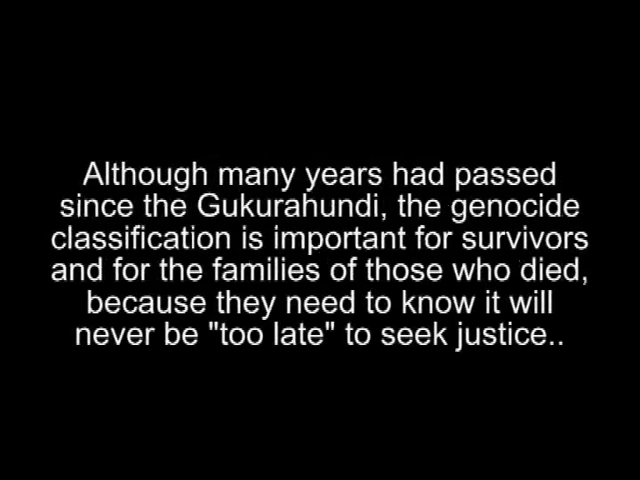 Although many years had passed
since the Gukurahundi, the genocide
classification is important for survivors
and for the families of those who died,
because they need to know it will
never be "too late" to seek justice..